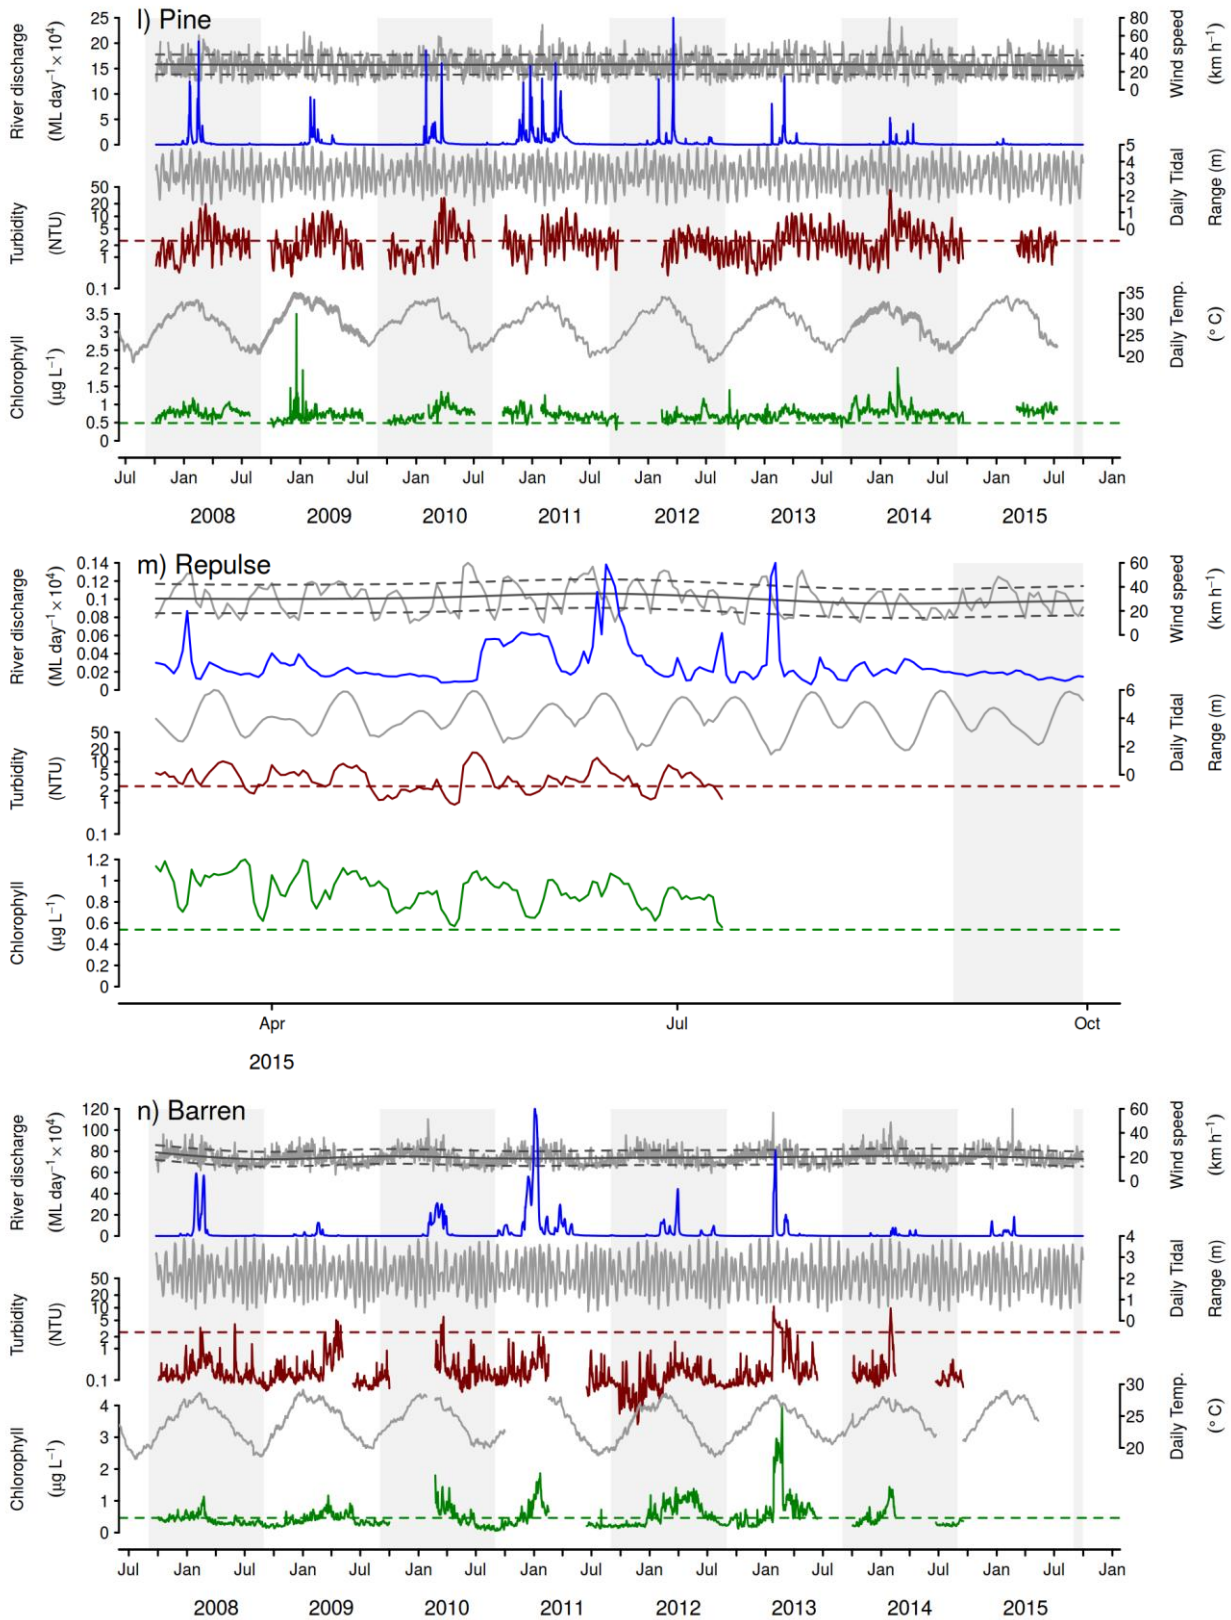 l) Pine
River discharge
(ML day⁻¹ × 10⁴)
25
20
15
10
5
0
80
60
40
20
0
Wind speed
(km h⁻¹)
Turbidity
(NTU)
50
20
10
5
2
1
0.1
5
4
3
2
1
0
Daily Tidal
Range (m)
Chlorophyll
(µg L⁻¹)
3.5
3
2.5
2
1.5
1
0.5
0
35
30
25
20
Daily Temp.
(° C)
Jul Jan Jul Jan Jul Jan Jul Jan Jul Jan Jul Jan Jul Jan Jul Jan Jul Jan
2008 2009 2010 2011 2012 2013 2014 2015
m) Repulse
River discharge
(ML day⁻¹ × 10⁴)
0.14
0.12
0.1
0.08
0.06
0.04
0.02
0
60
40
20
0
Wind speed
(km h⁻¹)
Turbidity
(NTU)
50
20
10
5
2
1
0.1
6
4
2
0
Daily Tidal
Range (m)
Chlorophyll
(µg L⁻¹)
1.2
1
0.8
0.6
0.4
0.2
0
Apr Jul Oct
2015
n) Barren
River discharge
(ML day⁻¹ × 10⁴)
120
100
80
60
40
20
0
60
40
20
0
Wind speed
(km h⁻¹)
Turbidity
(NTU)
50
20
10
5
2
1
0.1
4
3
2
1
0
Daily Tidal
Range (m)
Chlorophyll
(µg L⁻¹)
4
3
2
1
0
30
25
20
Daily Temp.
(° C)
Jul Jan Jul Jan Jul Jan Jul Jan Jul Jan Jul Jan Jul Jan Jul Jan Jul Jan
2008 2009 2010 2011 2012 2013 2014 2015